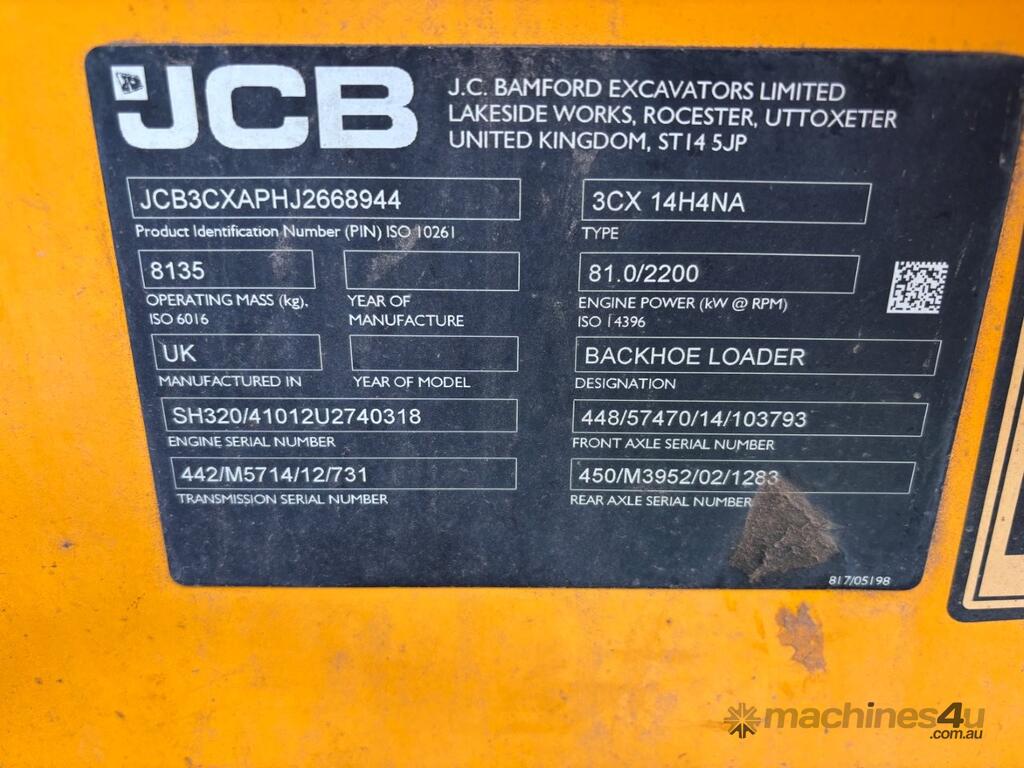 JCB
J.C. BAMFORD EXCAVATORS LIMITED
LAKESIDE WORKS, ROCESTER, UTTOXETER
UNITED KINGDOM, ST14 5JP
JCB3CXAPHJ2668944
Product Identification Number (PIN) ISO 10261
3CX 14H4NA
TYPE
8135
OPERATING MASS (kg),
ISO 6016
YEAR OF
MANUFACTURE
81.0/2200
ENGINE POWER (kW @ RPM)
ISO 14396
UK
MANUFACTURED IN
YEAR OF MODEL
BACKHOE LOADER
DESIGNATION
SH320/41012U2740318
ENGINE SERIAL NUMBER
448/57470/14/103793
FRONT AXLE SERIAL NUMBER
442/M5714/12/731
TRANSMISSION SERIAL NUMBER
450/M3952/02/1283
REAR AXLE SERIAL NUMBER
817/05198
machines4u
.com.au